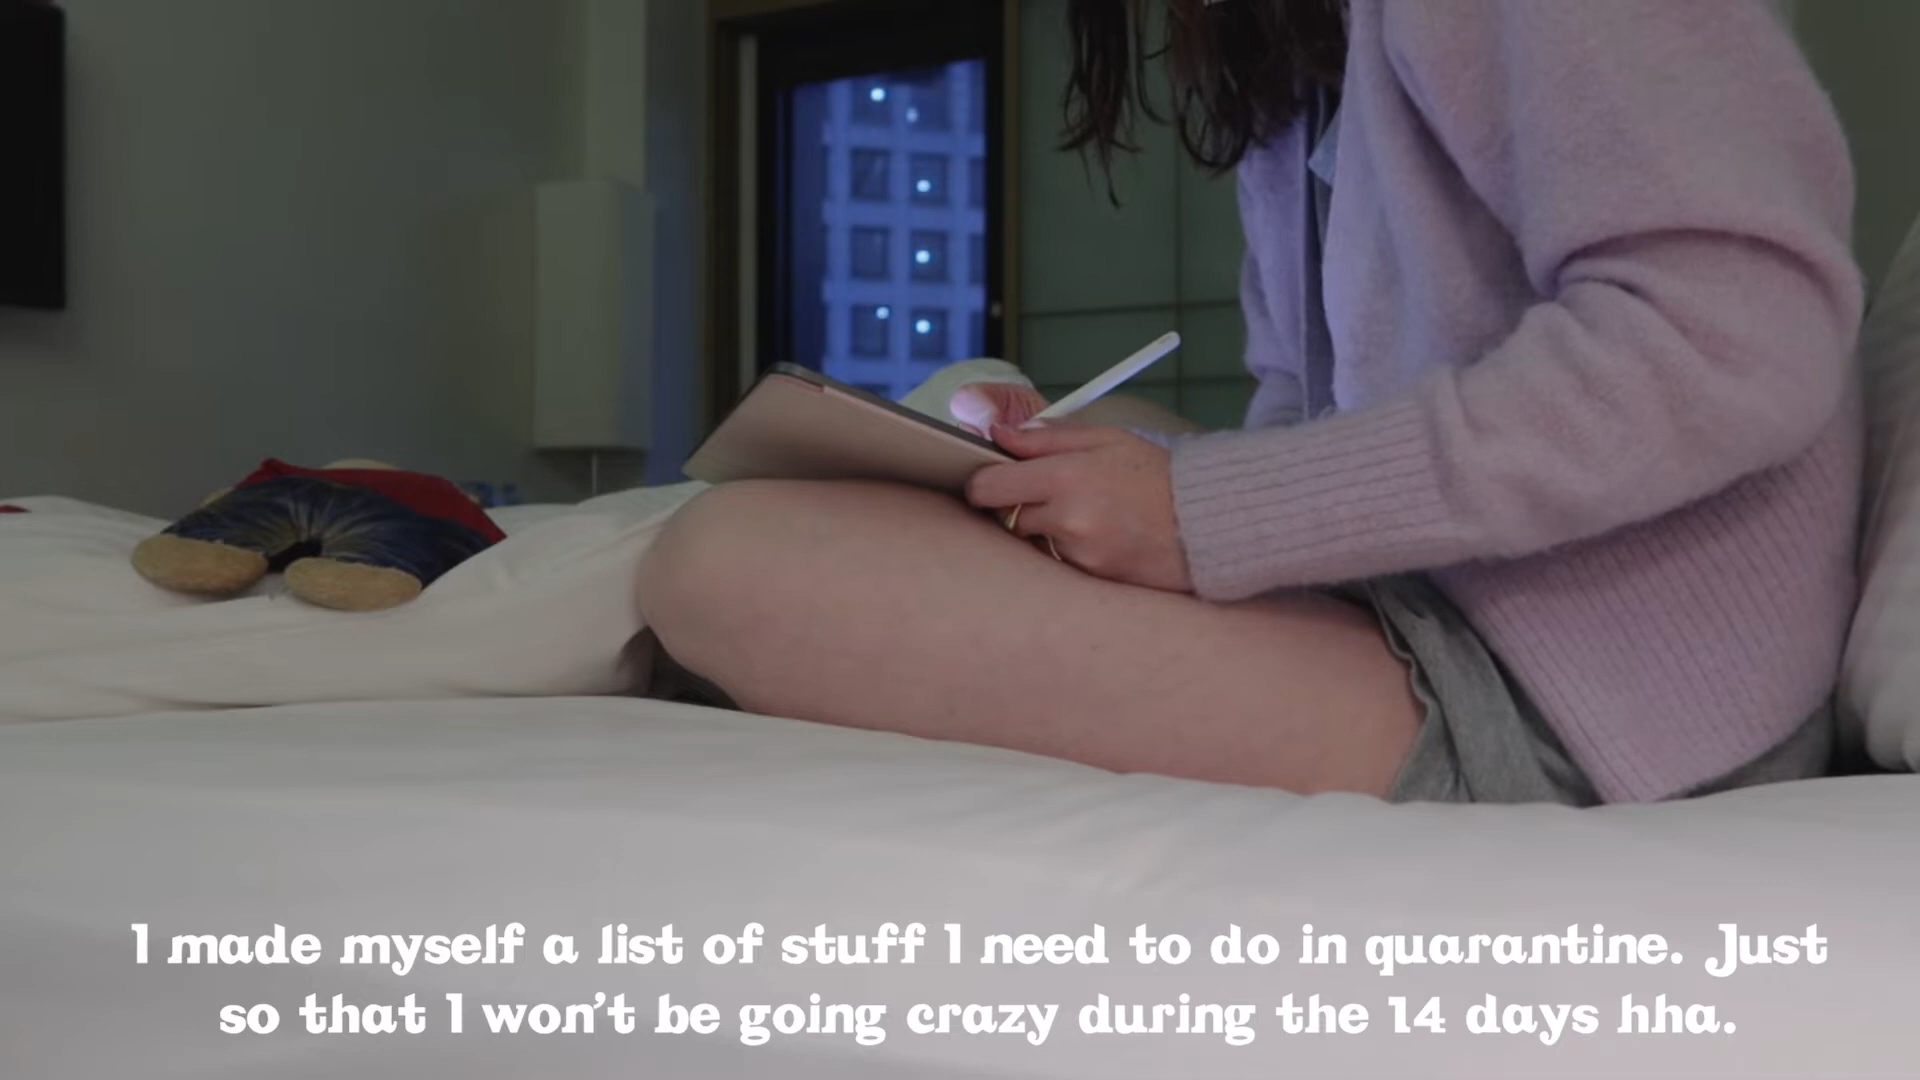 I made myself a list of stuff I need to do in quarantine. Just
so that I won't be going crazy during the 14 days hha.